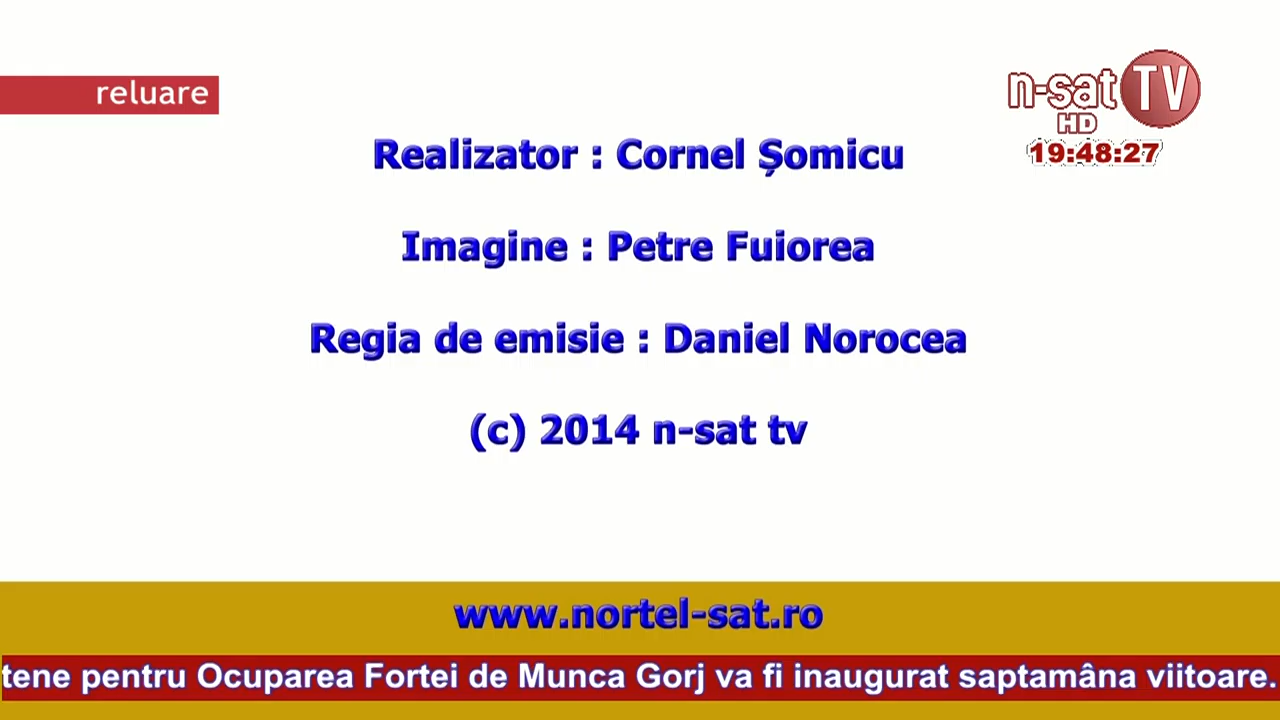 reluare
n-sat TV
HD
19:48:27
Realizator : Cornel Șomicu
Imagine : Petre Fuiorea
Regia de emisie : Daniel Norocea
(c) 2014 n-sat tv
www.nortel-sat.ro
tene pentru Ocuparea Fortei de Munca Gorj va fi inaugurat saptamâna viitoare.